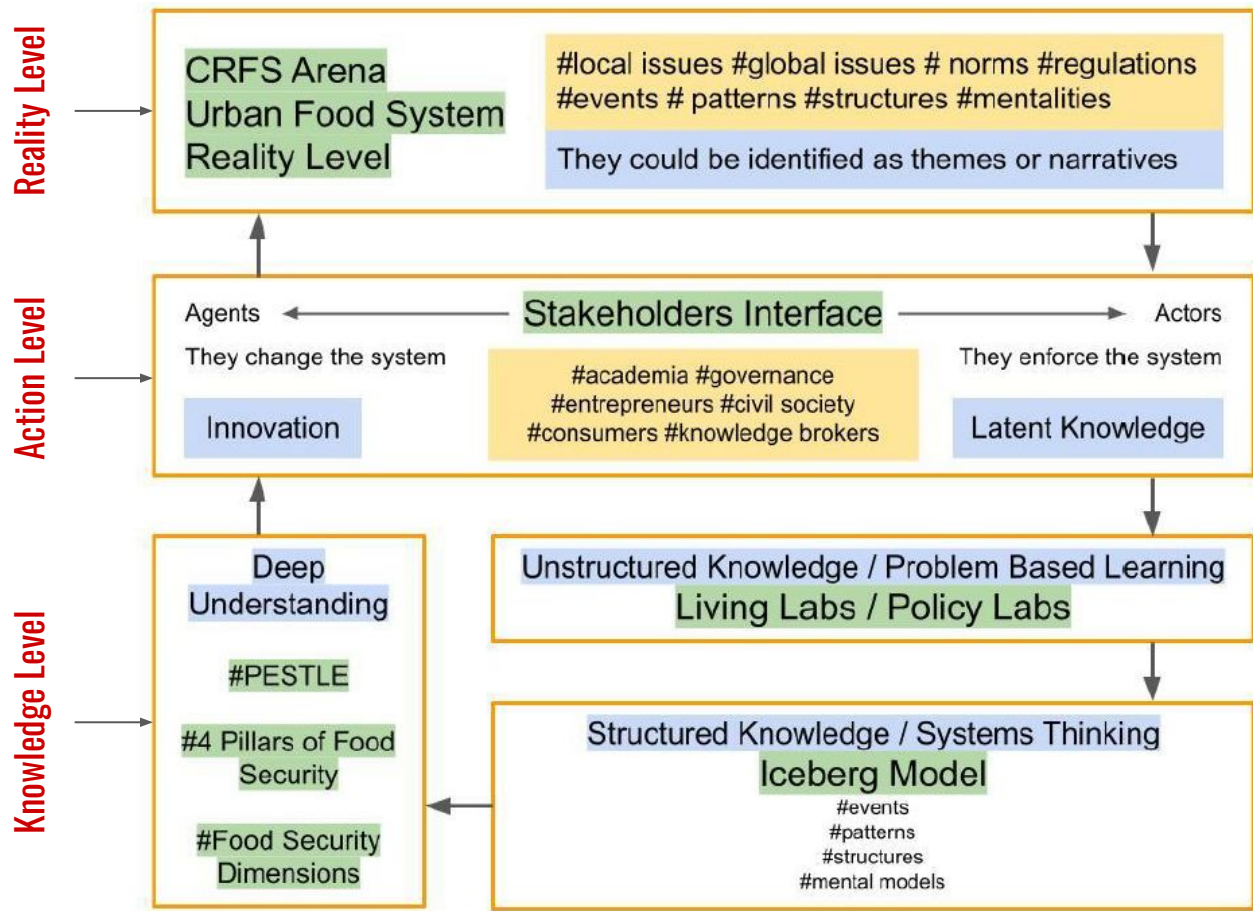 Reality Level
CRFS Arena
Urban Food System
Reality Level
#local issues #global issues # norms #regulations
#events # patterns #structures #mentalities
They could be identified as themes or narratives
Action Level
Agents
Stakeholders Interface
Actors
They change the system
They enforce the system
#academia #governance
#entrepreneurs #civil society
#consumers #knowledge brokers
Innovation
Latent Knowledge
Knowledge Level
Deep
Understanding
#PESTLE
#4 Pillars of Food
Security
#Food Security
Dimensions
Unstructured Knowledge / Problem Based Learning
Living Labs / Policy Labs
Structured Knowledge / Systems Thinking
Iceberg Model
#events
#patterns
#structures
#mental models